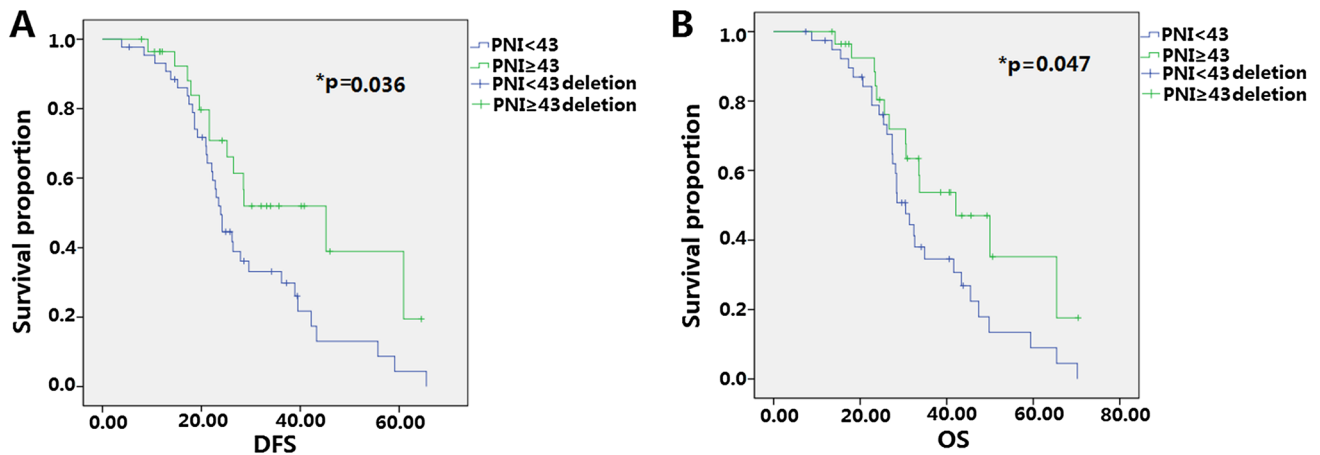 A
Survival proportion
1.0
0.8
0.6
0.4
0.2
0.0
0.00 20.00 40.00 60.00
DFS
*p=0.036
PNI<43
PNI≥43
PNI<43 deletion
PNI≥43 deletion
B
Survival proportion
1.0
0.8
0.6
0.4
0.2
0.0
0.00 20.00 40.00 60.00 80.00
OS
*p=0.047
PNI<43
PNI≥43
PNI<43 deletion
PNI≥43 deletion